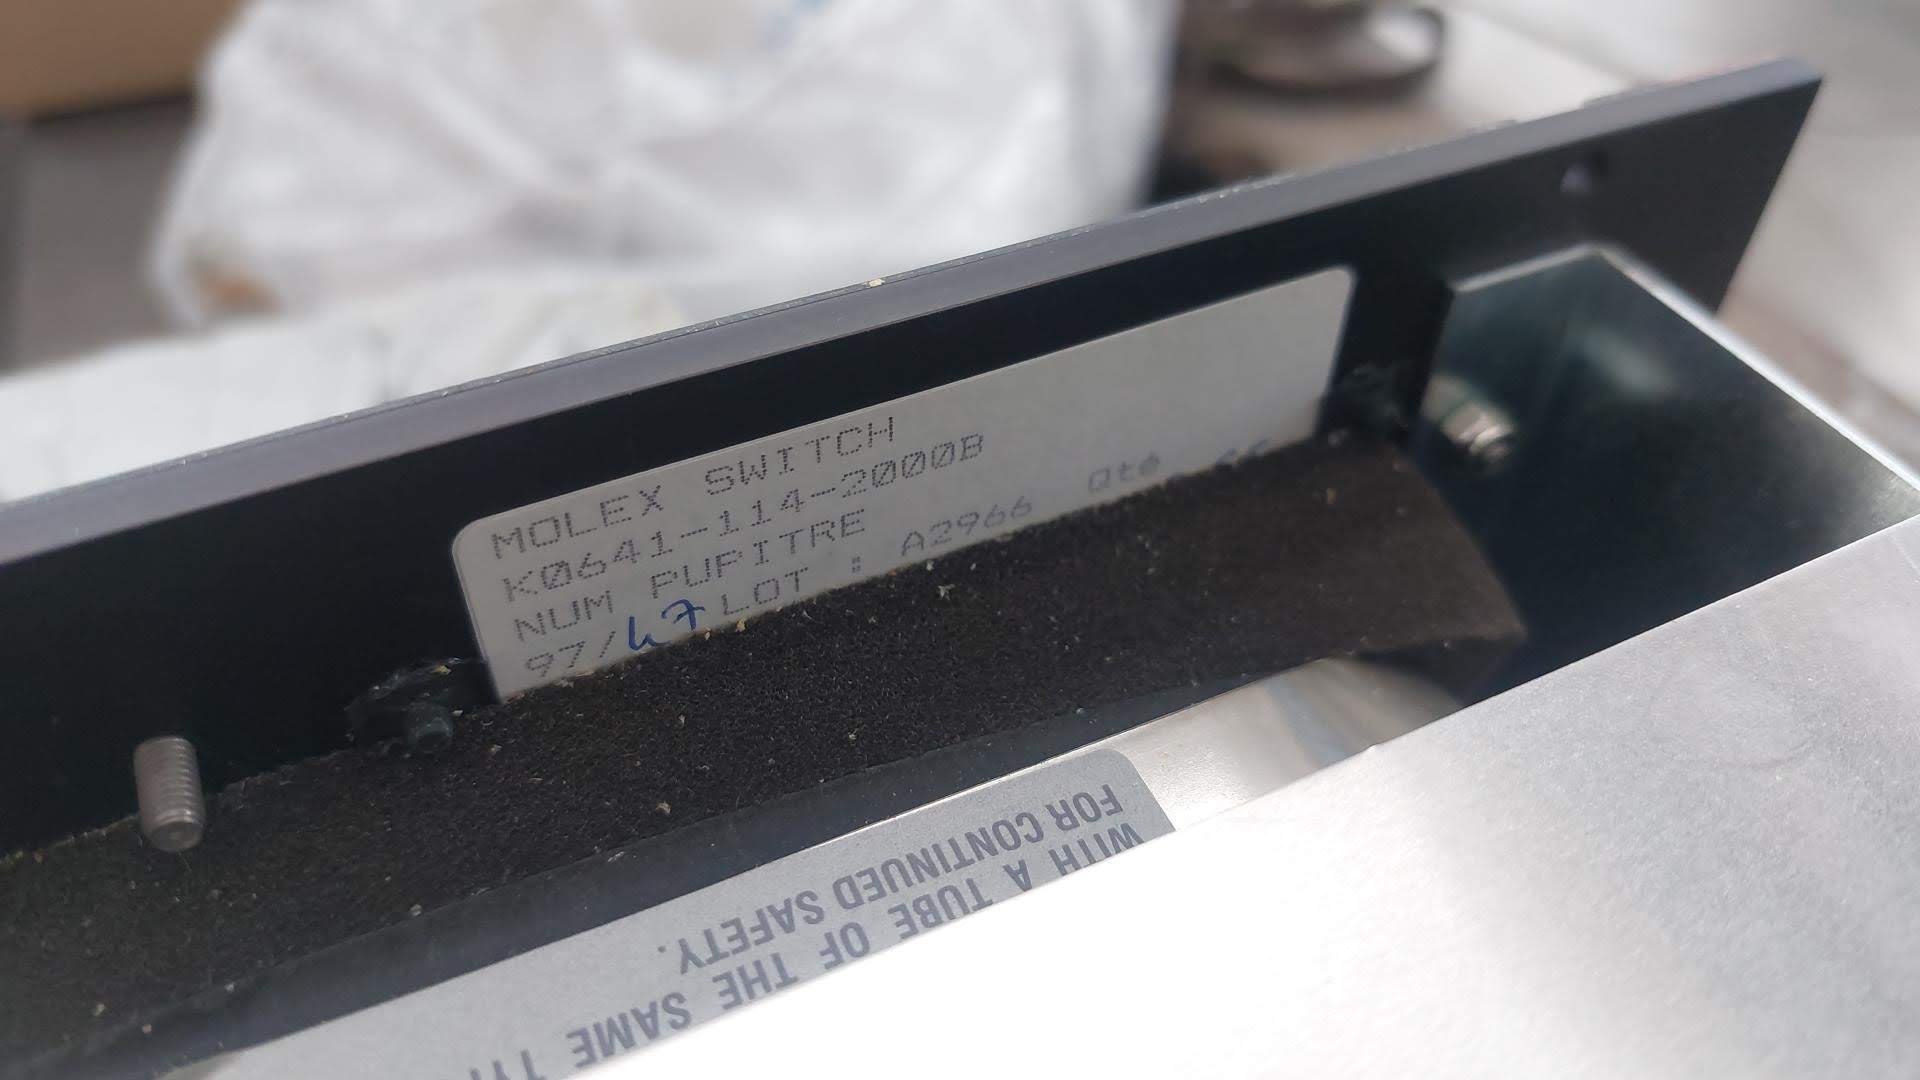 MOLEX SWITCH
K0641-114-2000B
NUM PUPITRE
97/47 LOT : A2966 Qté
WITH A TUBE OF THE SAME
FOR CONTINUED SAFETY.